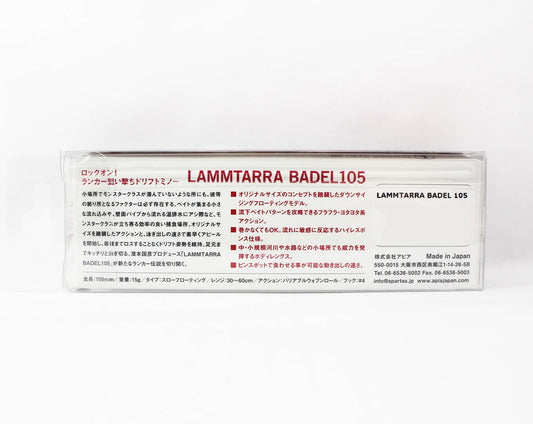 ロックオン！
ランカー狙い撃ちドリフトミノー
LAMMTARRA BADEL105
小場所でモンスタークラスが潜んでいないような所にも、彼等
の拠り所となるファクターは必ず存在する。ベイトが集まる小さ
な流れ込みや、壁面パイプから流れる温排水にアジ際など、モ
ンスタークラスが立ち寄る効率の良い捕食場所。オリジナルサ
イズを踏襲したアクションと、泳ぎ出しの速さで素早くアピール
を開始し、最後までロスすることなくドリフト姿勢を維持、足元ま
でキッチリと泳ぎ切る。濱本国彦プロデュース[LAMMTARRA
BADEL105]が新たなランカー伝説を切り開く。
■オリジナルサイズのコンセプトを踏襲したダウンサイ
ジングフローティングモデル。
■流下ベイトパターンを攻略できるフラフラ・ヨタヨタ系
アクション。
■巻かなくてもOK、流れに敏感に反応するハイレスポ
ンス仕様。
■中・小規模河川や水路などの小場所でも威力を発
揮するボディレングス。
■ピンスポットで食わせる事が可能な動き出しの速さ。
全長：105mm／重量：15g／タイプ：スローフローティング／レンジ：30〜60cm／アクション：バリアブルウォブンロール／フック：#4
LAMMTARRA BADEL 105
株式会社アピア Made in Japan
550-0015 大阪市西区南堀江1-14-26-5B
Tel. 06-6536-5002 Fax. 06-6536-5003
info@spartas.jp www.apiajapan.com